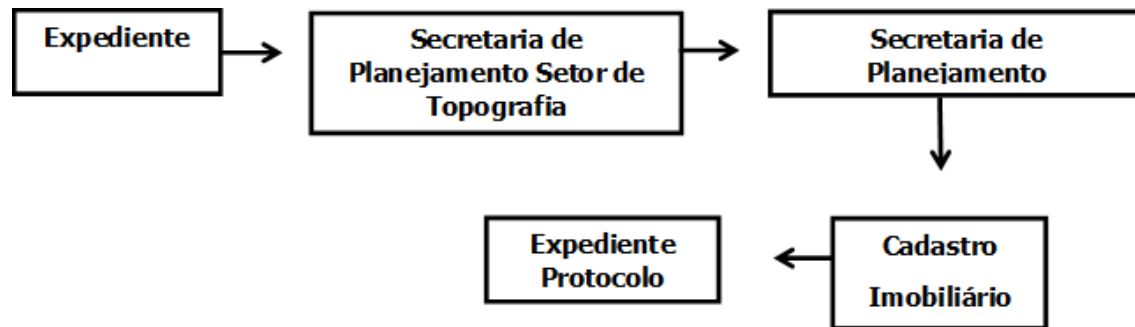 Expediente
Secretaria de
Planejamento Setor de
Topografia
Secretaria de
Planejamento
Cadastro
Imobiliário
Expediente
Protocolo